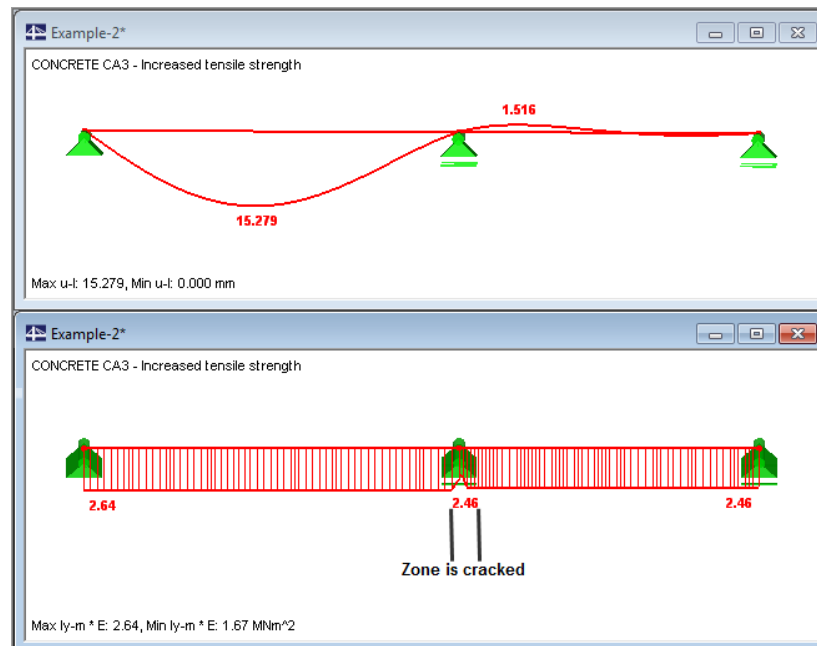 Example-2*
CONCRETE CA3 - Increased tensile strength
1.516
15.279
Max u-l: 15.279, Min u-l: 0.000 mm
Example-2*
CONCRETE CA3 - Increased tensile strength
2.64 2.46 2.46
Zone is cracked
Max Iy-m * E: 2.64, Min Iy-m * E: 1.67 MNm^2